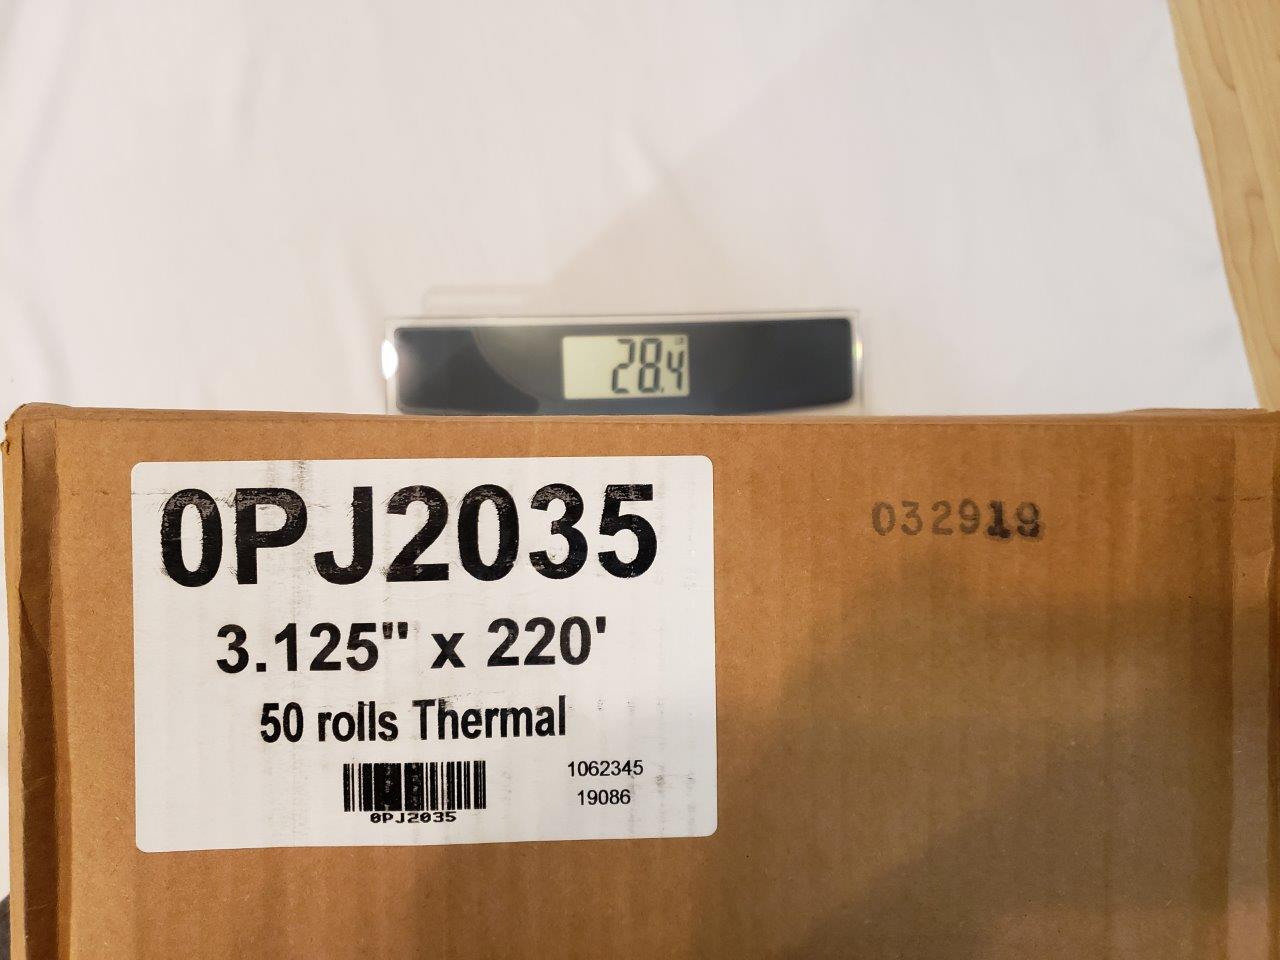 28.4
0PJ2035
032919
3.125" x 220'
50 rolls Thermal
1062345
19086
0PJ2035